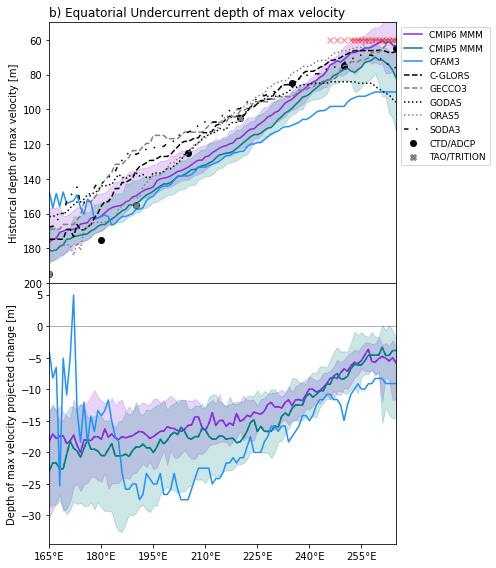 b) Equatorial Undercurrent depth of max velocity
Historical depth of max velocity [m]
60
80
100
120
140
160
180
200
CMIP6 MMM
CMIP5 MMM
OFAM3
C-GLORS
GECCO3
GODAS
ORAS5
SODA3
CTD/ADCP
TAO/TRITION
Depth of max velocity projected change [m]
5
0
−5
−10
−15
−20
−25
−30
165°E 180°E 195°E 210°E 225°E 240°E 255°E